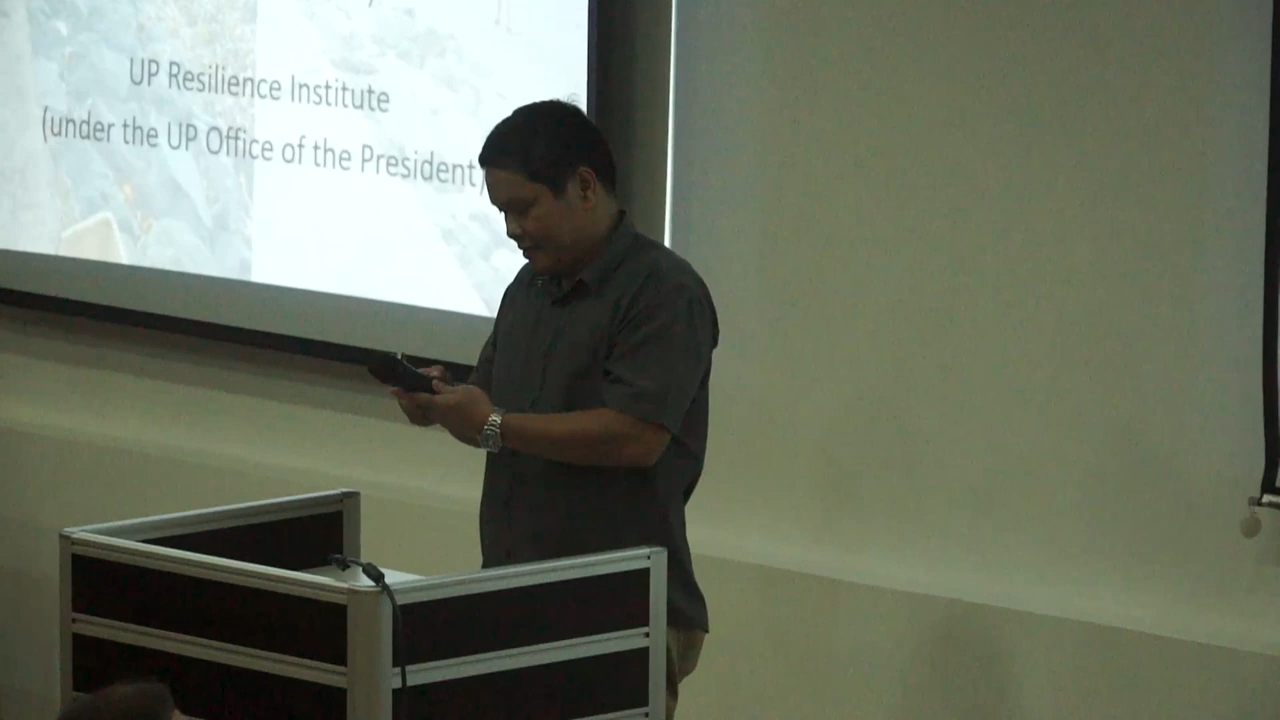 UP Resilience Institute
(under the UP Office of the President)